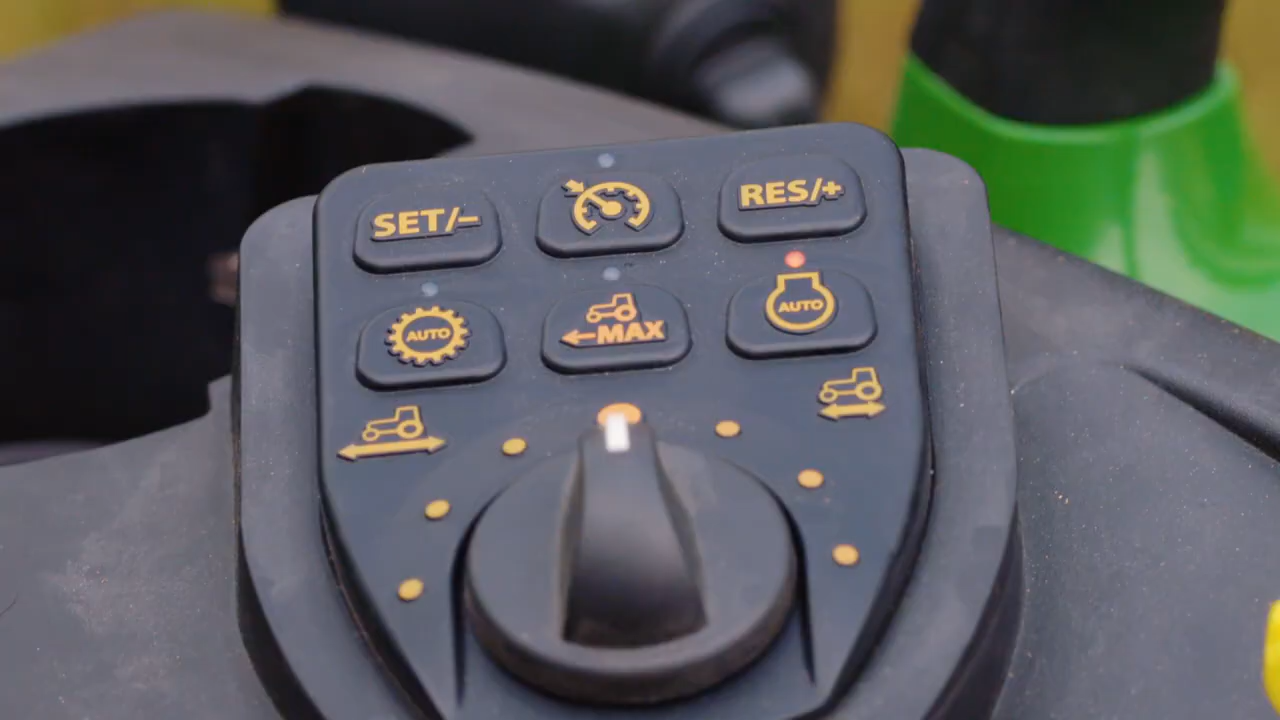 SET/–
RES/+
AUTO
←MAX
AUTO